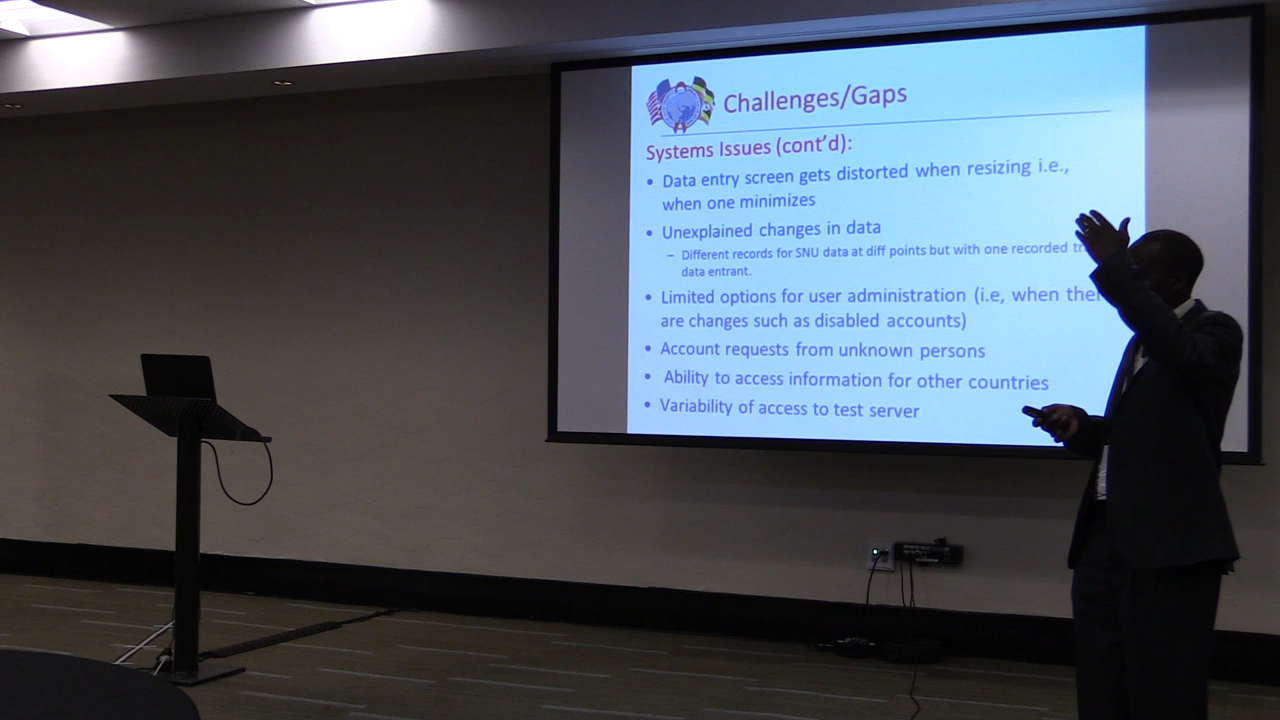 Challenges/Gaps
Systems Issues (cont'd):
• Data entry screen gets distorted when resizing i.e.,
when one minimizes
• Unexplained changes in data
– Different records for SNU data at diff points but with one recorded
data entrant.
• Limited options for user administration (i.e, when
are changes such as disabled accounts)
• Account requests from unknown persons
• Ability to access information for other countries
• Variability of access to test server